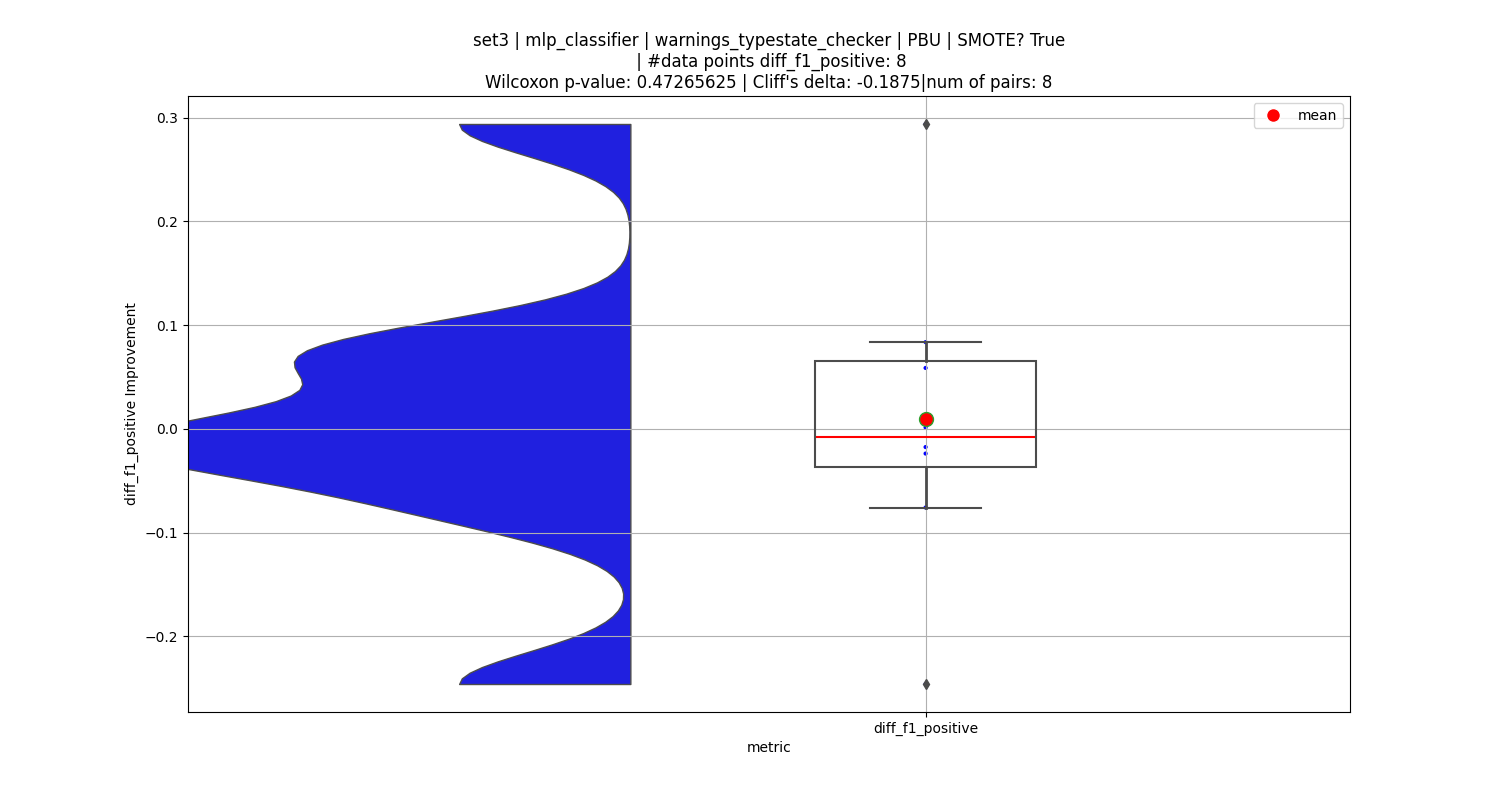 set3 | mlp_classifier | warnings_typestate_checker | PBU | SMOTE? True
| #data points diff_f1_positive: 8
Wilcoxon p-value: 0.47265625 | Cliff's delta: -0.1875|num of pairs: 8
mean
0.3
0.2
0.1
0.0
−0.1
−0.2
diff_f1_positive Improvement
diff_f1_positive
metric